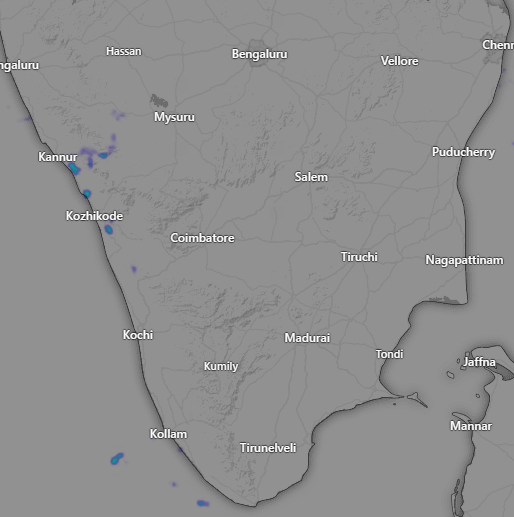 Hassan
Bengaluru
Chenn
Vellore
ngaluru
Mysuru
Kannur
Puducherry
Salem
Kozhikode
Coimbatore
Tiruchi
Nagapattinam
Kochi
Madurai
Tondi
Jaffna
Kumily
Mannar
Kollam
Tirunelveli